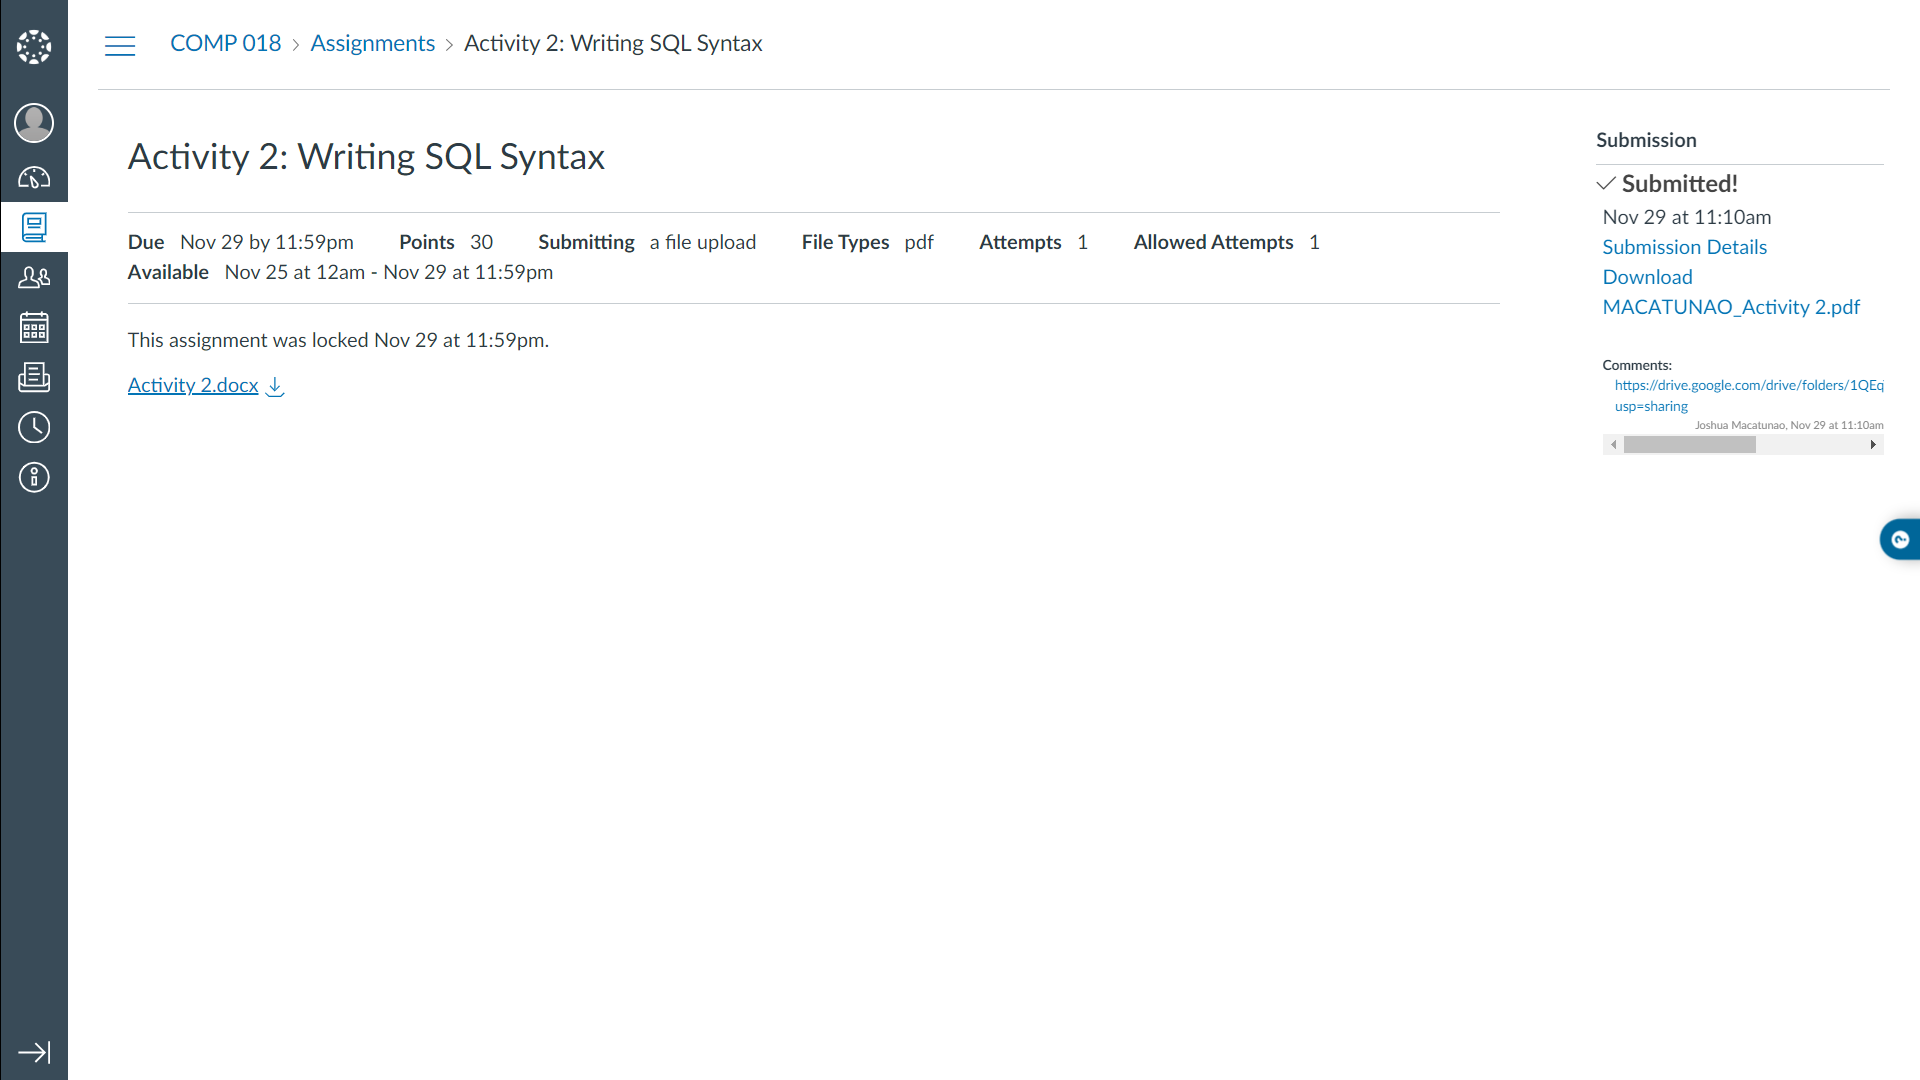 COMP 018 › Assignments › Activity 2: Writing SQL Syntax
Activity 2: Writing SQL Syntax
Due Nov 29 by 11:59pm Points 30 Submitting a file upload File Types pdf Attempts 1 Allowed Attempts 1
Available Nov 25 at 12am - Nov 29 at 11:59pm
This assignment was locked Nov 29 at 11:59pm.
Activity 2.docx
Submission
Submitted!
Nov 29 at 11:10am
Submission Details
Download
MACATUNAO_Activity 2.pdf
Comments:
https://drive.google.com/drive/folders/1QEq
usp=sharing
Joshua Macatunao, Nov 29 at 11:10am